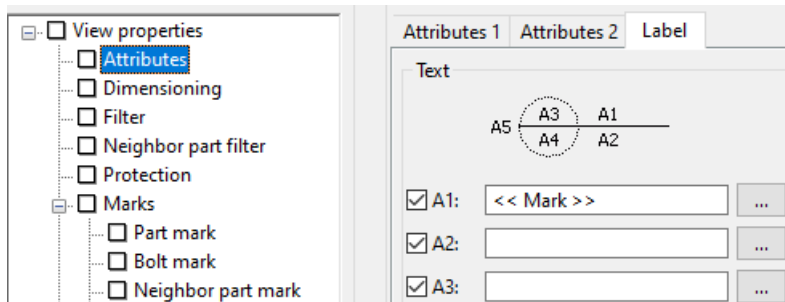 View properties
Attributes
Dimensioning
Filter
Neighbor part filter
Protection
Marks
Part mark
Bolt mark
Neighbor part mark
Attributes 1 Attributes 2 Label
Text
A3 A1
A5
A4 A2
A1: << Mark >> ...
A2: ...
A3: ...